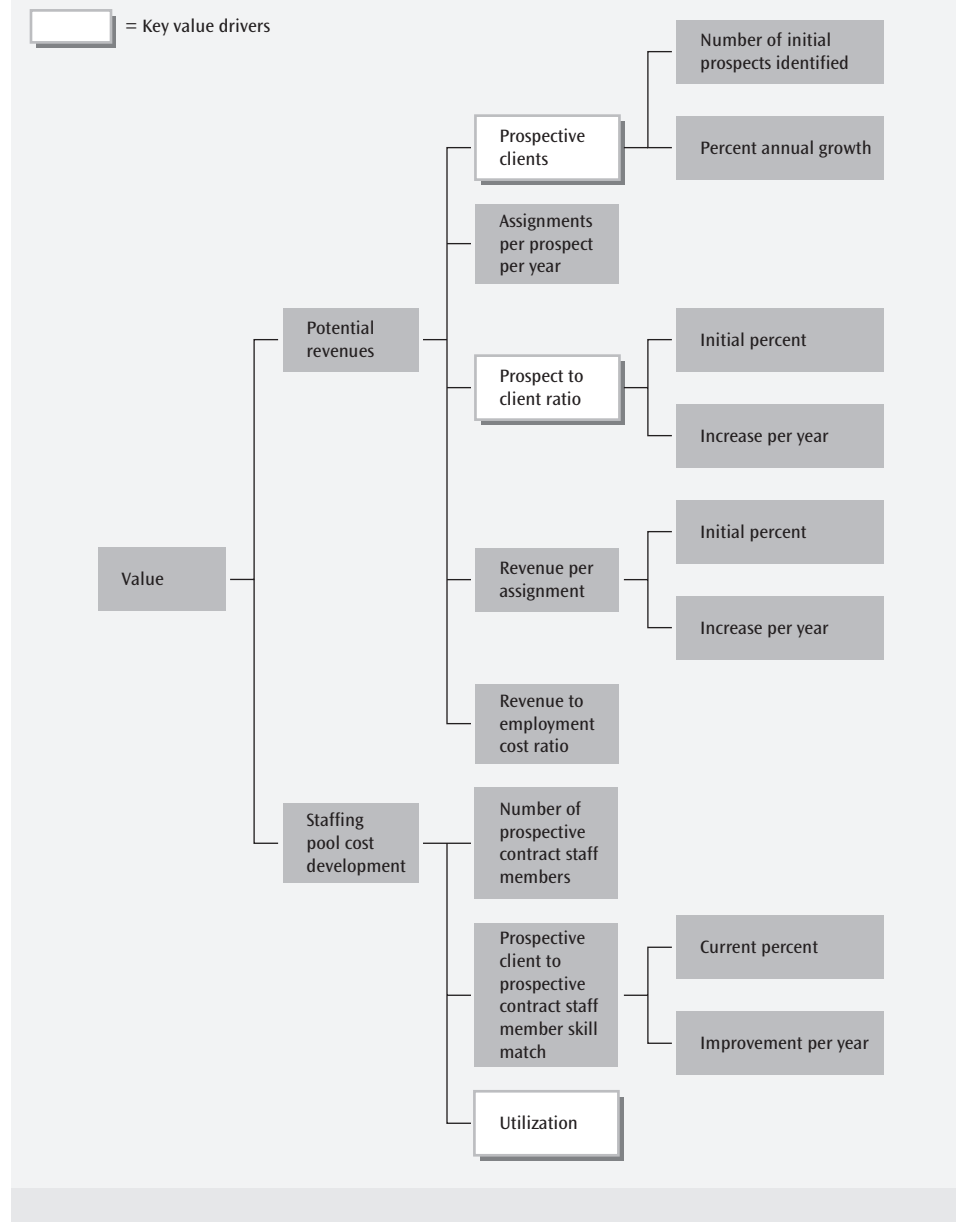 = Key value drivers
Number of initial
prospects identified
Prospective
clients
Percent annual growth
Assignments
per prospect
per year
Potential
revenues
Initial percent
Prospect to
client ratio
Increase per year
Initial percent
Value
Revenue per
assignment
Increase per year
Revenue to
employment
cost ratio
Staffing
pool cost
development
Number of
prospective
contract staff
members
Prospective
client to
prospective
contract staff
member skill
match
Current percent
Improvement per year
Utilization